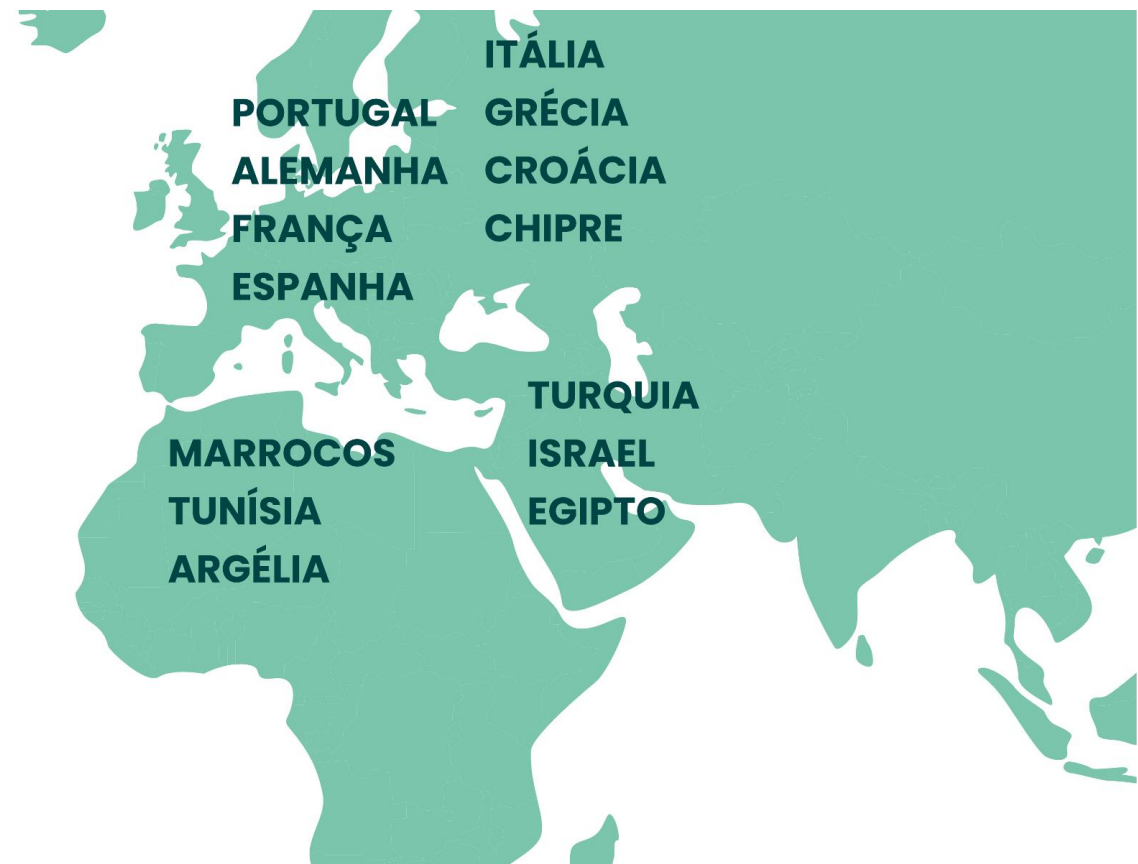 PORTUGAL
ALEMANHA
FRANÇA
ESPANHA
ITÁLIA
GRÉCIA
CROÁCIA
CHIPRE
MARROCOS
TUNÍSIA
ARGÉLIA
TURQUIA
ISRAEL
EGIPTO